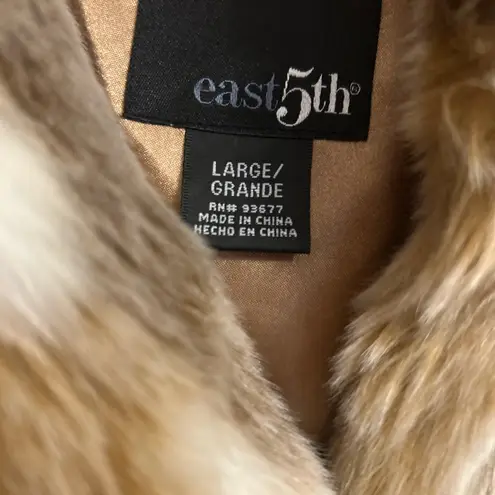 east5th®
LARGE/
GRANDE
RN# 93677
MADE IN CHINA
HECHO EN CHINA